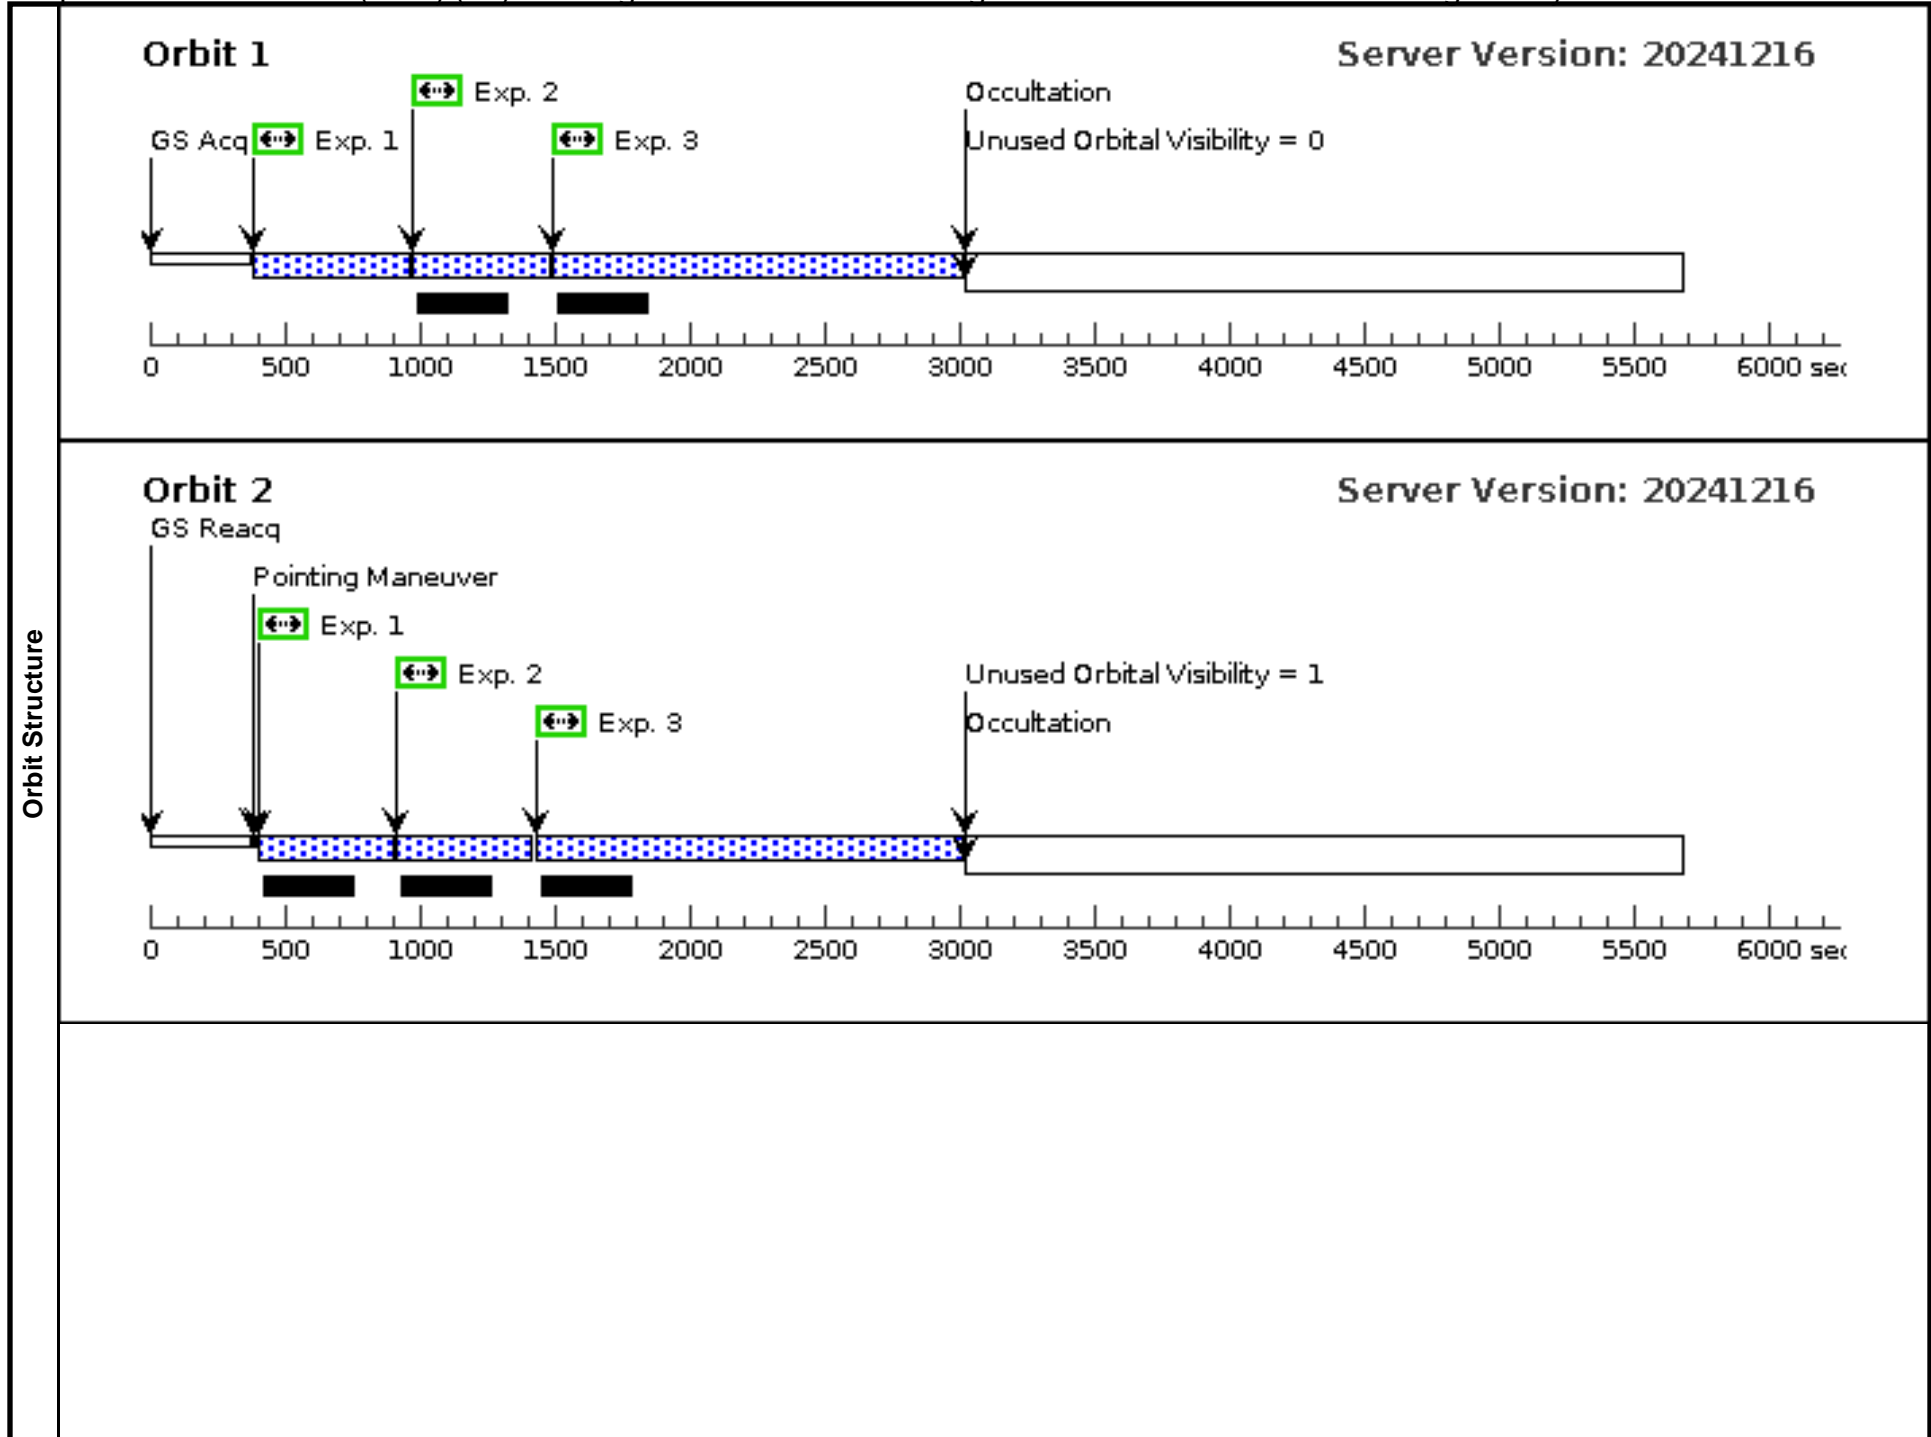 Orbit Structure
Orbit 1
Server Version: 20241216
Exp. 2
Occultation
GS Acq
Exp. 1
Exp. 3
Unused Orbital Visibility = 0
0 500 1000 1500 2000 2500 3000 3500 4000 4500 5000 5500 6000 sec
Orbit 2
Server Version: 20241216
GS Reacq
Pointing Maneuver
Exp. 1
Exp. 2
Unused Orbital Visibility = 1
Exp. 3
Occultation
0 500 1000 1500 2000 2500 3000 3500 4000 4500 5000 5500 6000 sec